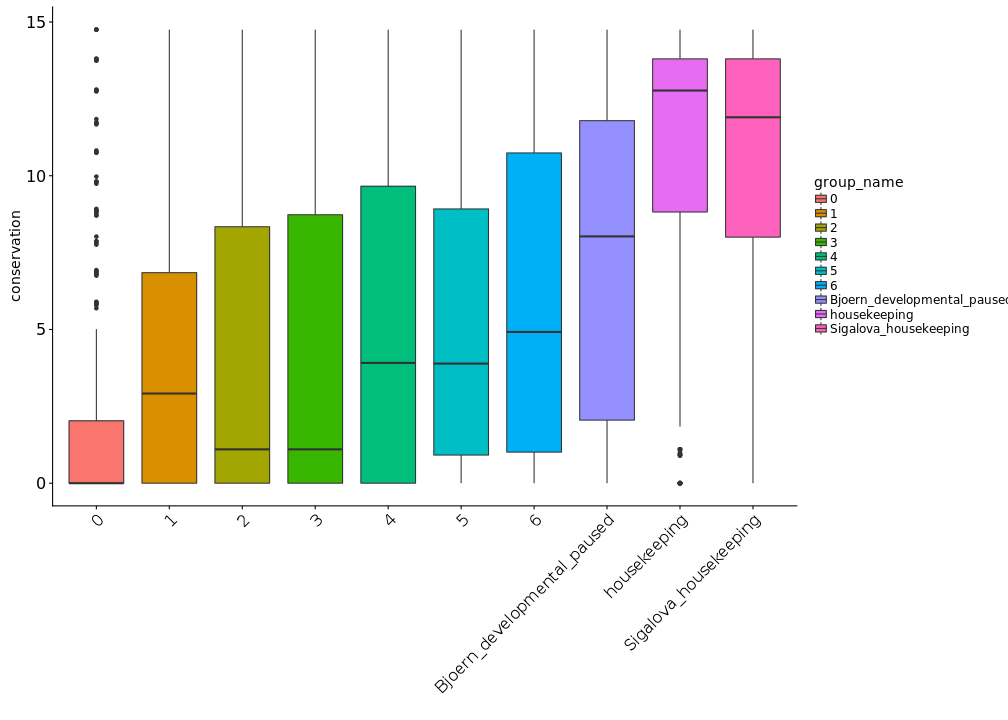 15
10
5
0
conservation
0
1
2
3
4
5
6
Bjoern_developmental_paused
housekeeping
Sigalova_housekeeping
group_name
0
1
2
3
4
5
6
Bjoern_developmental_paused
housekeeping
Sigalova_housekeeping